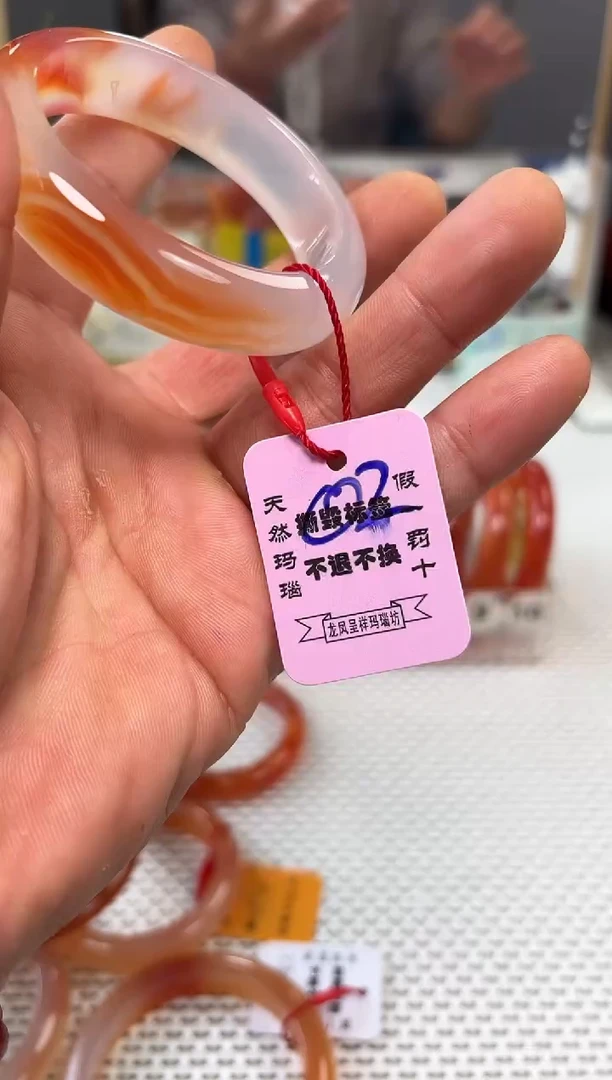 天然玛瑙
撕毁标签
不退不换
假一罚十
龙凤呈祥玛瑙坊
62